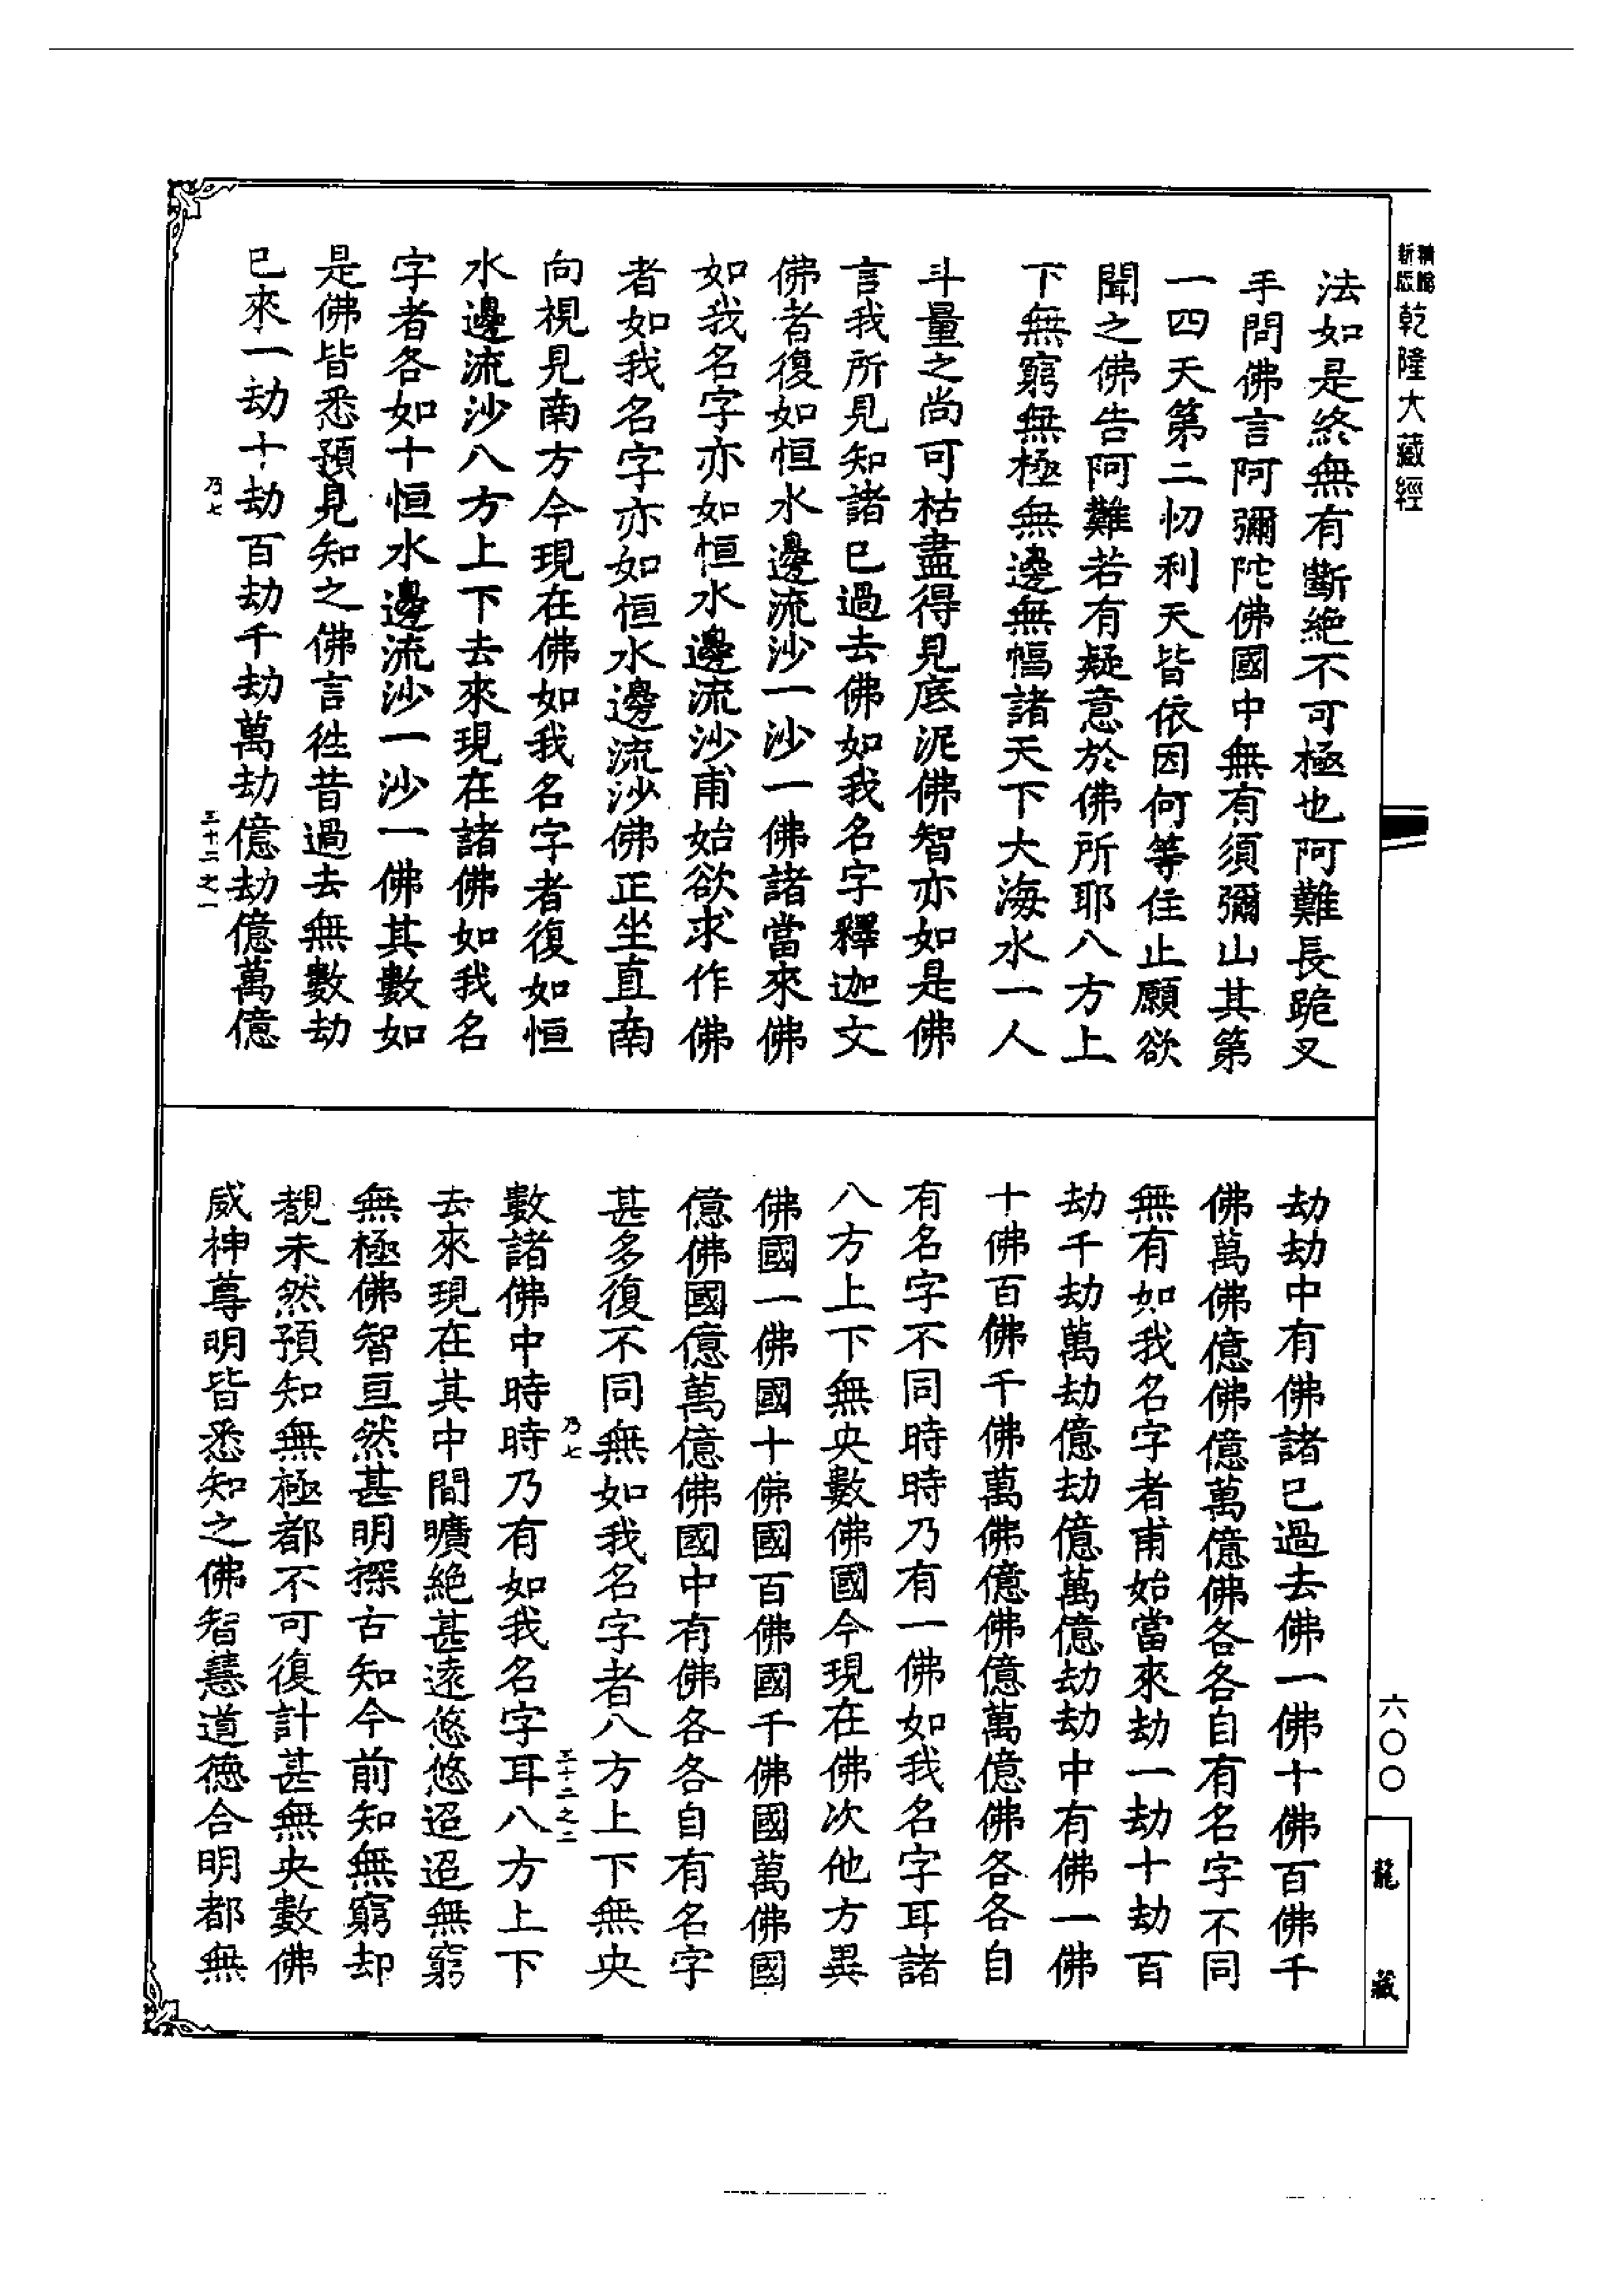 精縮
新版
乾隆大藏經
法如是終無有斷絕不可極也阿難長跪叉
手問佛言阿彌陀佛國中無有須彌山其第
一四天第二忉利天皆依因何等住止願欲
聞之佛告阿難若有疑意於佛所耶八方上
下無窮無極無邊無幅諸天下大海水一人
斗量之尚可枯盡得見底泥佛智亦如是佛
言我所見知諸已過去佛如我名字釋迦文
佛者復如恒水邊流沙一沙一佛諸當來佛
如我名字亦如恒水邊流沙甫始欲求作佛
者如我名字亦如恒水邊流沙佛正坐直南
向視見南方今現在佛如我名字者復如恒
水邊流沙八方上下去來現在諸佛如我名
字者各如十恒水邊流沙一沙一佛其數如
是佛皆悉預見知之佛言徃昔過去無數劫
已來一劫十劫百劫千劫萬劫億劫億萬億
乃七
三十二之一
劫劫中有佛諸已過去佛一佛十佛百佛千
佛萬佛億佛億萬億佛各各自有名字不同
無有如我名字者甫始當來劫一劫十劫百
劫千劫萬劫億劫億萬億劫劫中有佛一佛
十佛百佛千佛萬佛億佛億萬億佛各各自
有名字不同時時乃有一佛如我名字耳諸
八方上下無央數佛國今現在佛次他方異
佛國一佛國十佛國百佛國千佛國萬佛國
億佛國億萬億佛國中有佛各各自有名字
甚多復不同無如我名字者八方上下無央
乃七
三十二之二
數諸佛中時時乃有如我名字耳八方上下
去來現在其中間曠絕甚遠悠悠迢迢無窮
無極佛智亘然甚明探古知今前知無窮却
覩未然預知無極都不可復計甚無央數佛
威神尊明皆悉知之佛智慧道德合明都無
六〇〇
龍藏